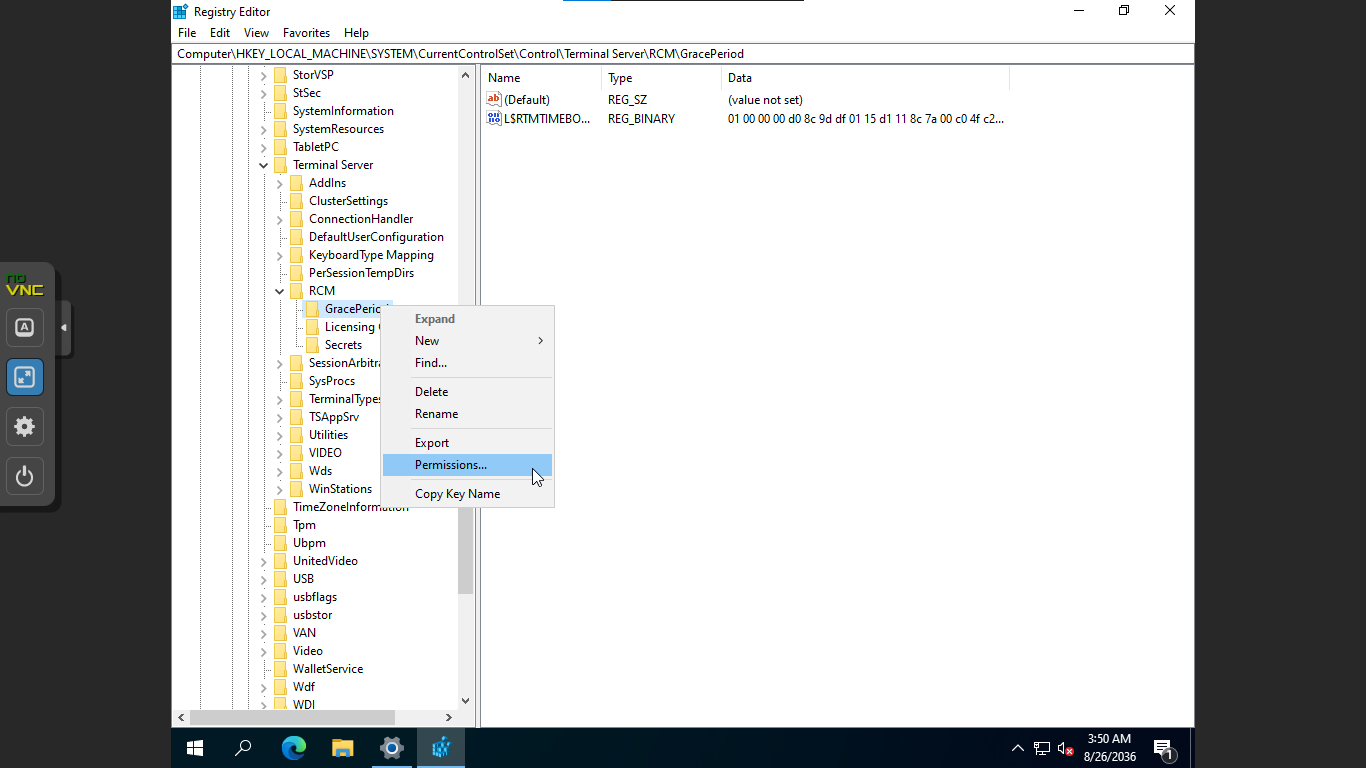 Registry Editor
File Edit View Favorites Help
Computer\HKEY_LOCAL_MACHINE\SYSTEM\CurrentControlSet\Control\Terminal Server\RCM\GracePeriod
StorVSP
StSec
SystemInformation
SystemResources
TabletPC
Terminal Server
AddIns
ClusterSettings
ConnectionHandler
DefaultUserConfiguration
KeyboardType Mapping
PerSessionTempDirs
RCM
GracePeriod
Licensing
Secrets
SessionArbitra
SysProcs
TerminalTypes
TSAppSrv
Utilities
VIDEO
Wds
WinStations
TimeZoneInformation
Tpm
Ubpm
UnitedVideo
USB
usbflags
usbstor
VAN
Video
WalletService
Wdf
WDI
Name Type Data
ab (Default) REG_SZ (value not set)
L$RTMTIMEBO... REG_BINARY 01 00 00 00 d0 8c 9d df 01 15 d1 11 8c 7a 00 c0 4f c2...
Expand
New
Find...
Delete
Rename
Export
Permissions...
Copy Key Name
no
VNC
A
3:50 AM
8/26/2036
1